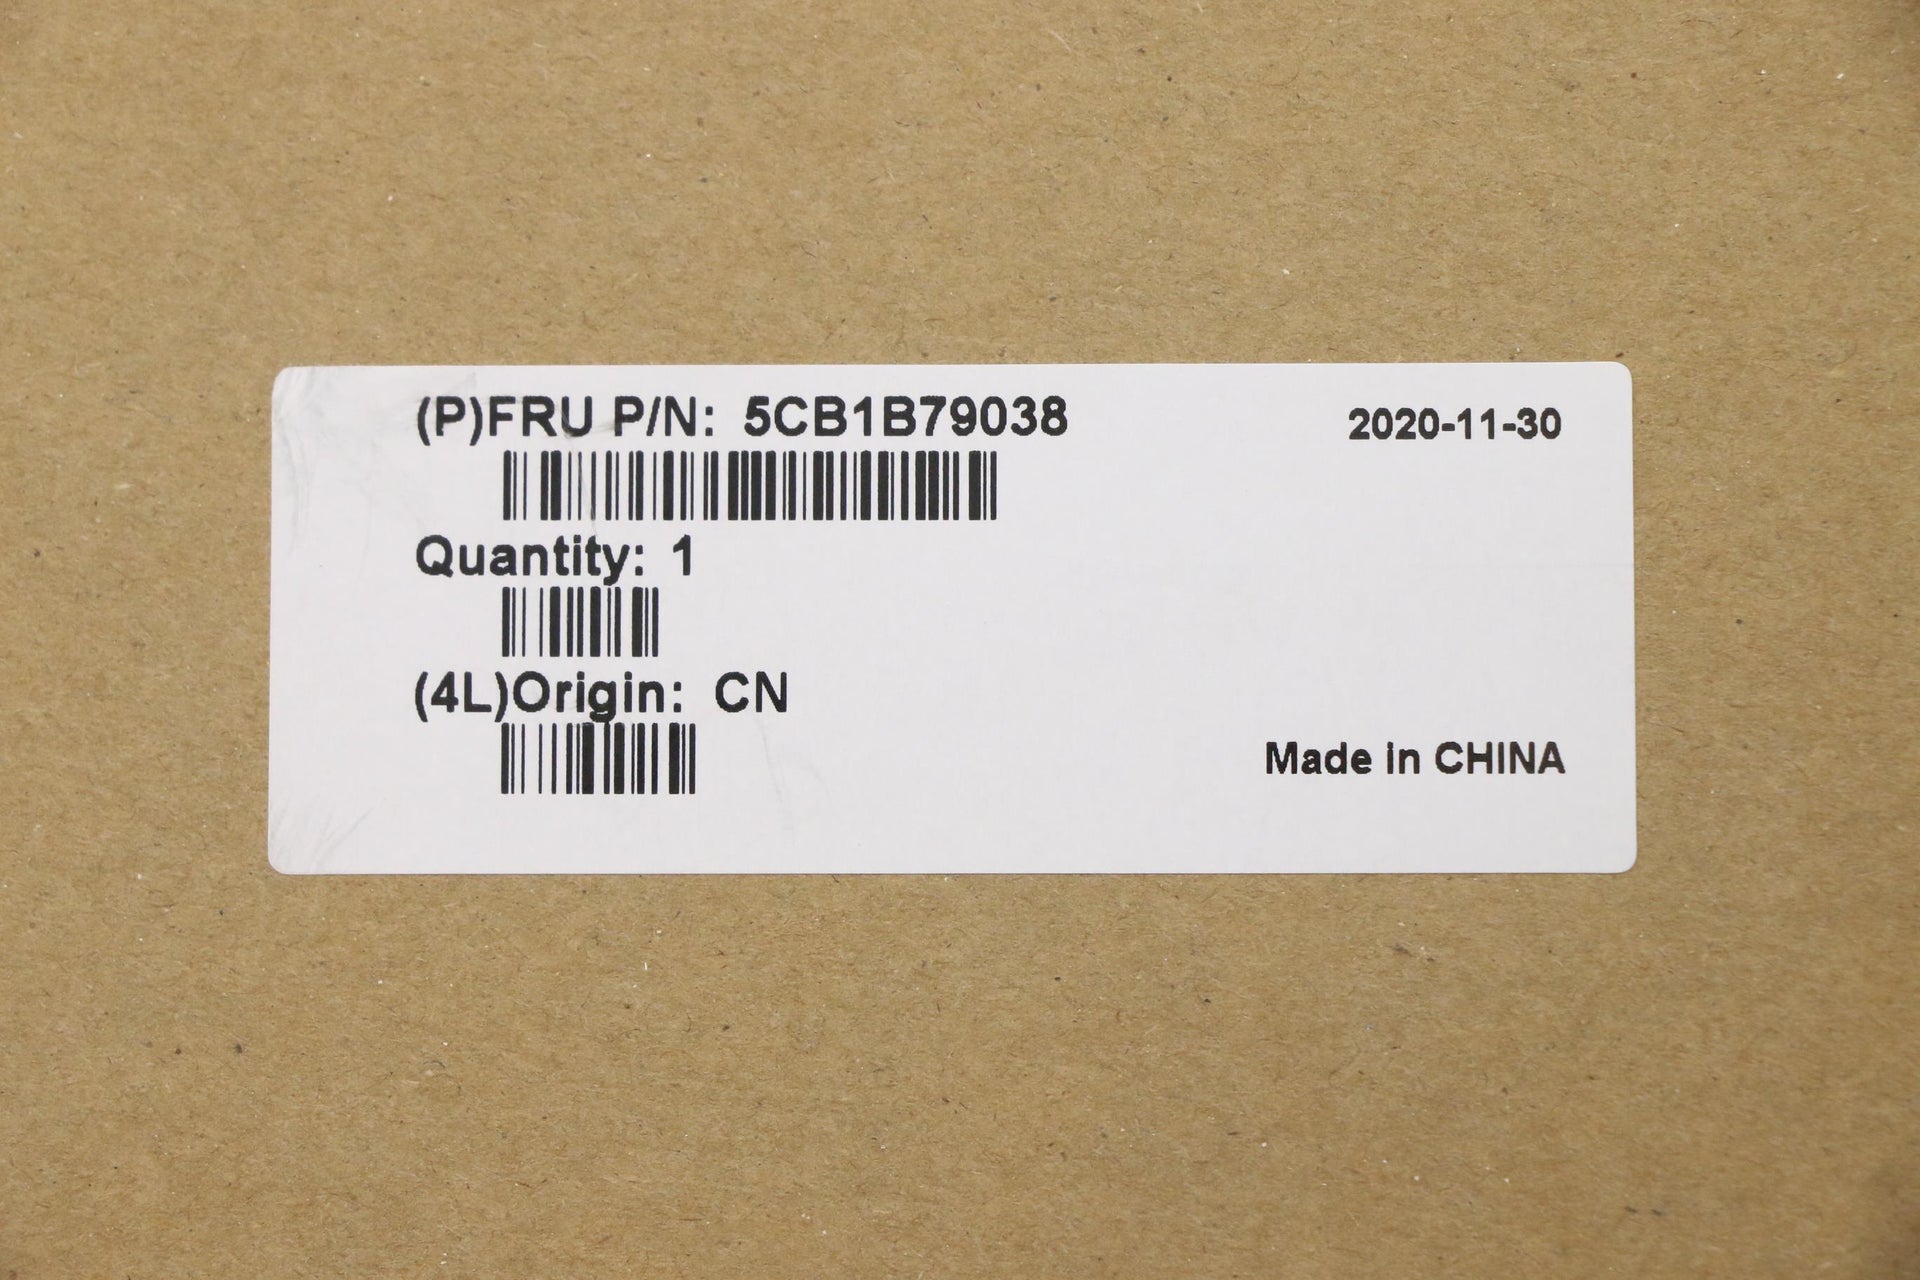 (P)FRU P/N: 5CB1B79038
2020-11-30
Quantity: 1
(4L)Origin: CN
Made in CHINA